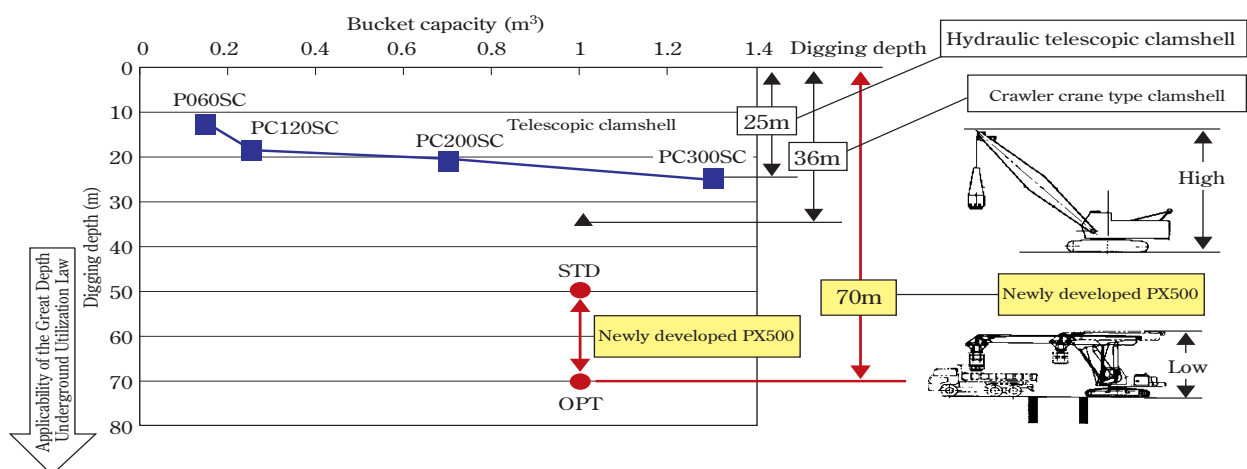 Bucket capacity (m³)
0 0.2 0.4 0.6 0.8 1 1.2 1.4
Digging depth
Hydraulic telescopic clamshell
0
P060SC
Crawler crane type clamshell
10
25m
PC120SC
Telescopic clamshell
PC200SC
PC300SC
36m
20
High
30
40
Digging depth (m)
Applicability of the Great Depth
Underground Utilization Law
STD
50
70m
Newly developed PX500
60
Newly developed PX500
Low
70
OPT
80